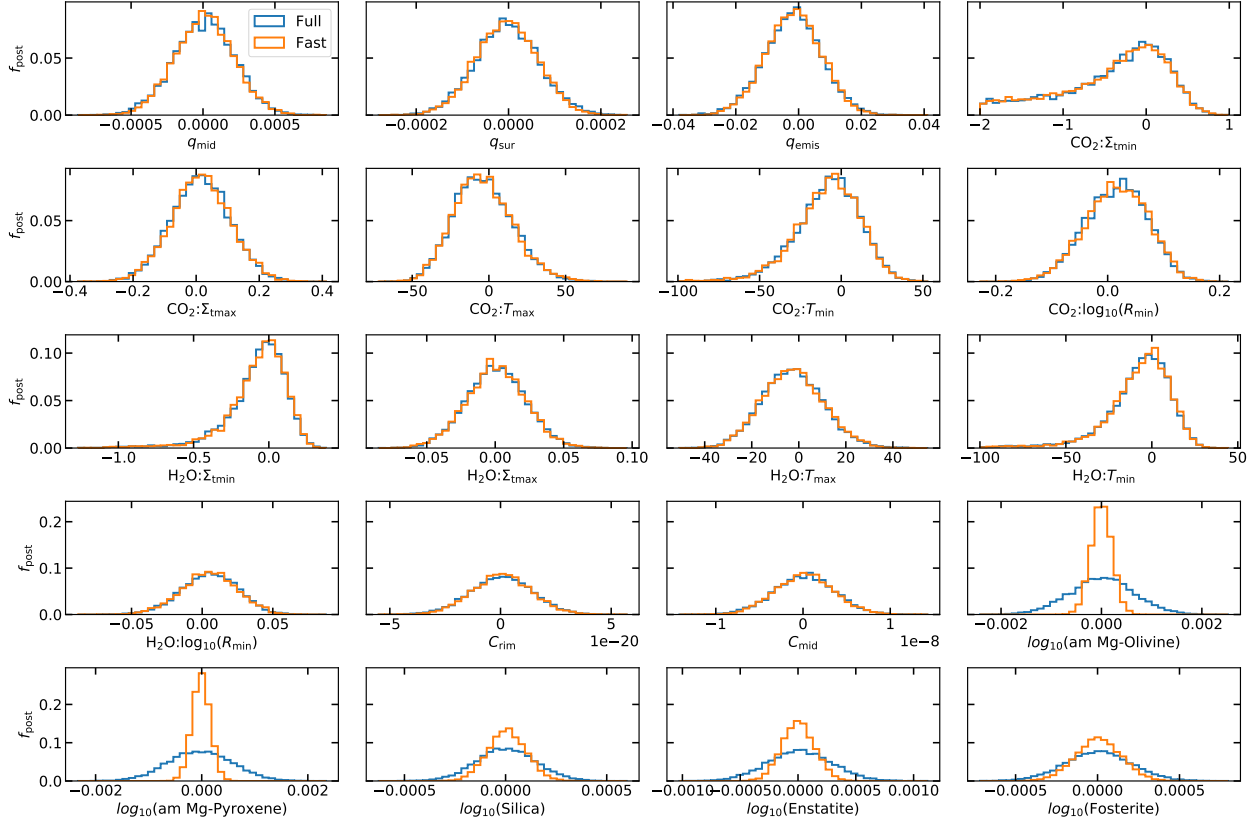 Full
Fast
f_post
0.05
0.00
−0.0005 0.0000 0.0005
q_mid
−0.0002 0.0000 0.0002
q_sur
−0.04 −0.02 0.00 0.02 0.04
q_emis
−2 −1 0 1
CO₂:Σ_tmin
f_post
0.05
0.00
−0.4 −0.2 0.0 0.2 0.4
CO₂:Σ_tmax
−50 0 50
CO₂:T_max
−100 −50 0 50
CO₂:T_min
−0.2 0.0 0.2
CO₂:log₁₀(R_min)
f_post
0.10
0.05
0.00
−1.0 −0.5 0.0
H₂O:Σ_tmin
−0.05 0.00 0.05 0.10
H₂O:Σ_tmax
−40 −20 0 20 40
H₂O:T_max
−100 −50 0 50
H₂O:T_min
f_post
0.2
0.1
0.0
−0.05 0.00 0.05
H₂O:log₁₀(R_min)
−5 0 5
1e−20
C_rim
−1 0 1
1e−8
C_mid
−0.002 0.000 0.002
log₁₀(am Mg-Olivine)
f_post
0.2
0.1
0.0
−0.002 0.000 0.002
log₁₀(am Mg-Pyroxene)
−0.0005 0.0000 0.0005
log₁₀(Silica)
−0.0010 −0.0005 0.0000 0.0005 0.0010
log₁₀(Enstatite)
−0.0005 0.0000 0.0005
log₁₀(Fosterite)